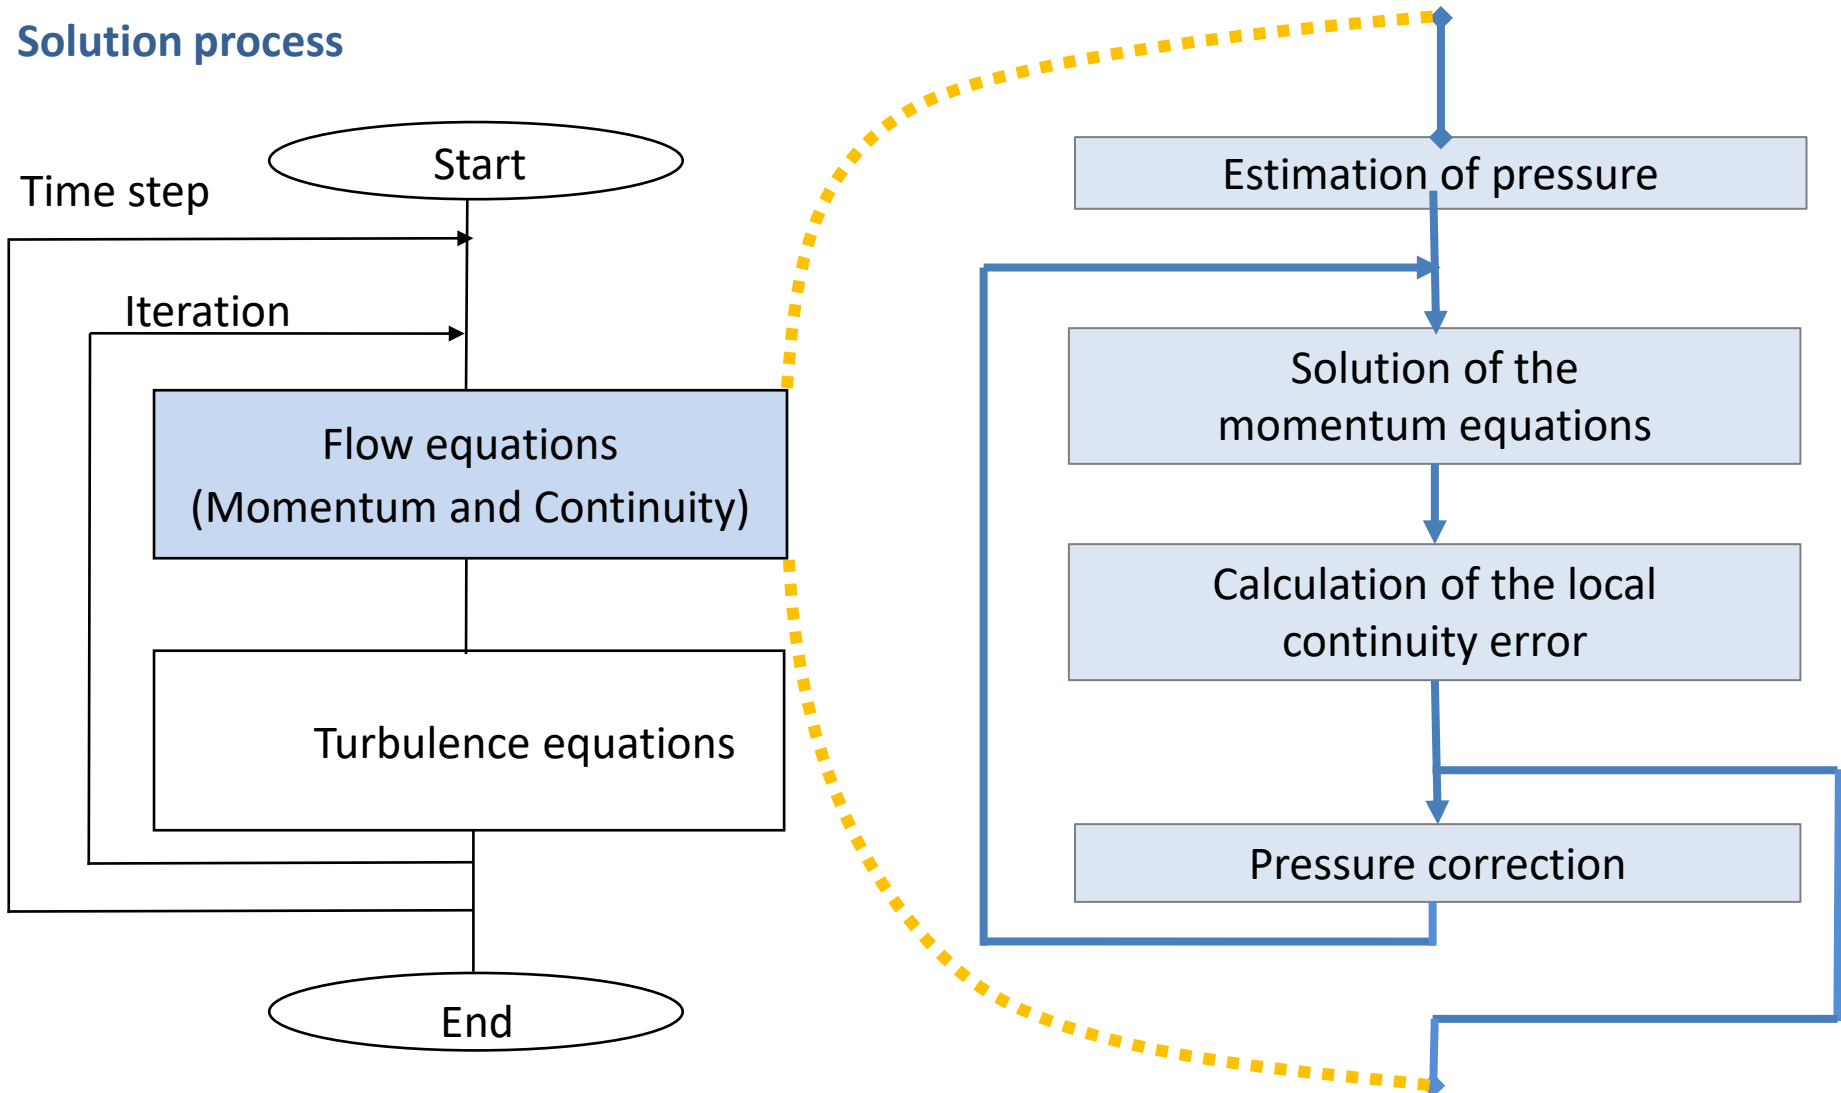 Solution process
Start
Time step
Iteration
Flow equations
(Momentum and Continuity)
Turbulence equations
End
Estimation of pressure
Solution of the
momentum equations
Calculation of the local
continuity error
Pressure correction